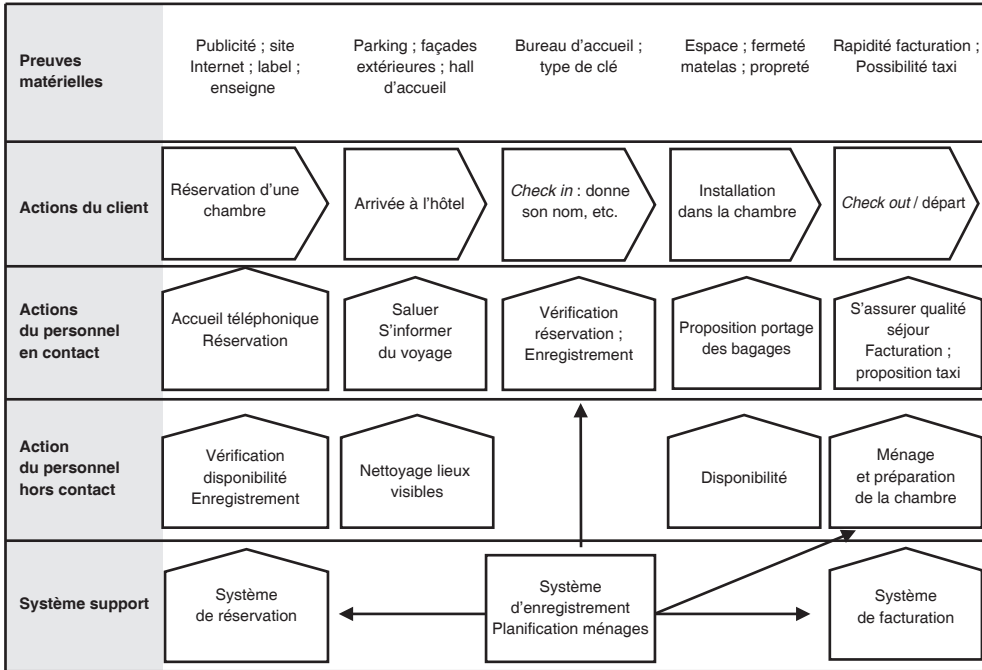 Preuves
matérielles
Publicité ; site
Internet ; label ;
enseigne
Parking ; façades
extérieures ; hall
d'accueil
Bureau d'accueil ;
type de clé
Espace ; fermeté
matelas ; propreté
Rapidité facturation ;
Possibilité taxi
Actions du client
Réservation d'une
chambre
Arrivée à l'hôtel
Check in : donne
son nom, etc.
Installation
dans la chambre
Check out / départ
Actions
du personnel
en contact
Accueil téléphonique
Réservation
Saluer
S'informer
du voyage
Vérification
réservation ;
Enregistrement
Proposition portage
des bagages
S'assurer qualité
séjour
Facturation ;
proposition taxi
Action
du personnel
hors contact
Vérification
disponibilité
Enregistrement
Nettoyage lieux
visibles
Disponibilité
Ménage
et préparation
de la chambre
Système support
Système
de réservation
Système
d'enregistrement
Planification ménages
Système
de facturation